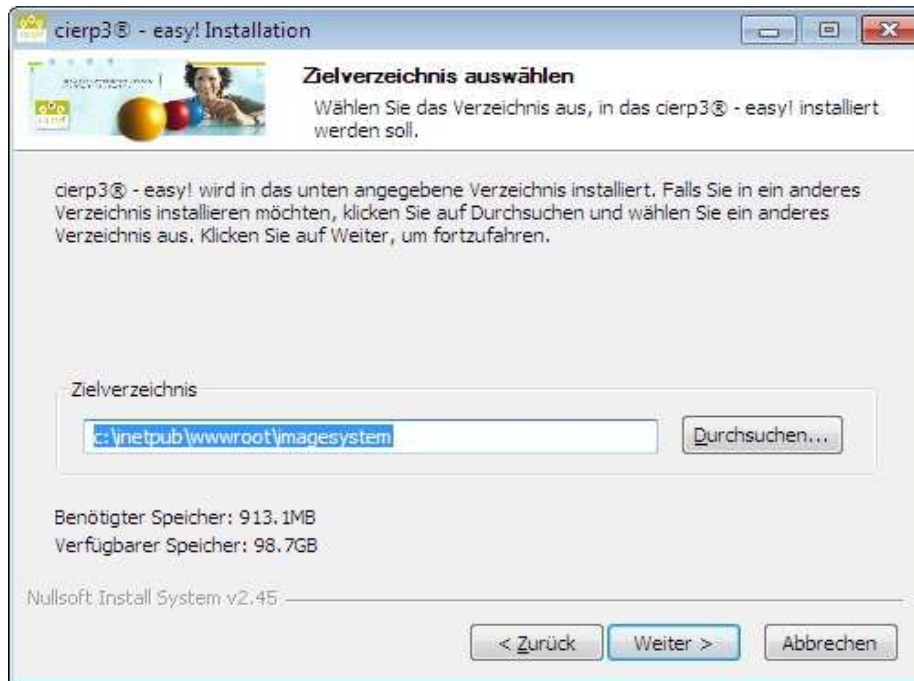 cierp3® - easy! Installation
Zielverzeichnis auswählen
Wählen Sie das Verzeichnis aus, in das cierp3® - easy! installiert
werden soll.
cierp3® - easy! wird in das unten angegebene Verzeichnis installiert. Falls Sie in ein anderes
Verzeichnis installieren möchten, klicken Sie auf Durchsuchen und wählen Sie ein anderes
Verzeichnis aus. Klicken Sie auf Weiter, um fortzufahren.
Zielverzeichnis
c:\inetpub\wwwroot\imagesystem
Durchsuchen...
Benötigter Speicher: 913.1MB
Verfügbarer Speicher: 98.7GB
Nullsoft Install System v2.45
< Zurück
Weiter >
Abbrechen